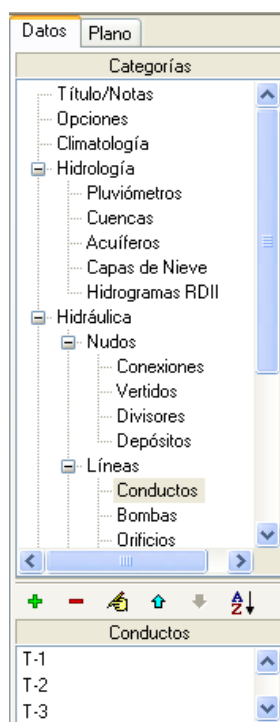 Datos Plano
Categorías
Título/Notas
Opciones
Climatología
Hidrología
Pluviómetros
Cuencas
Acuíferos
Capas de Nieve
Hidrogramas RDII
Hidráulica
Nudos
Conexiones
Vertidos
Divisores
Depósitos
Líneas
Conductos
Bombas
Orificios
A Z
Conductos
T-1
T-2
T-3